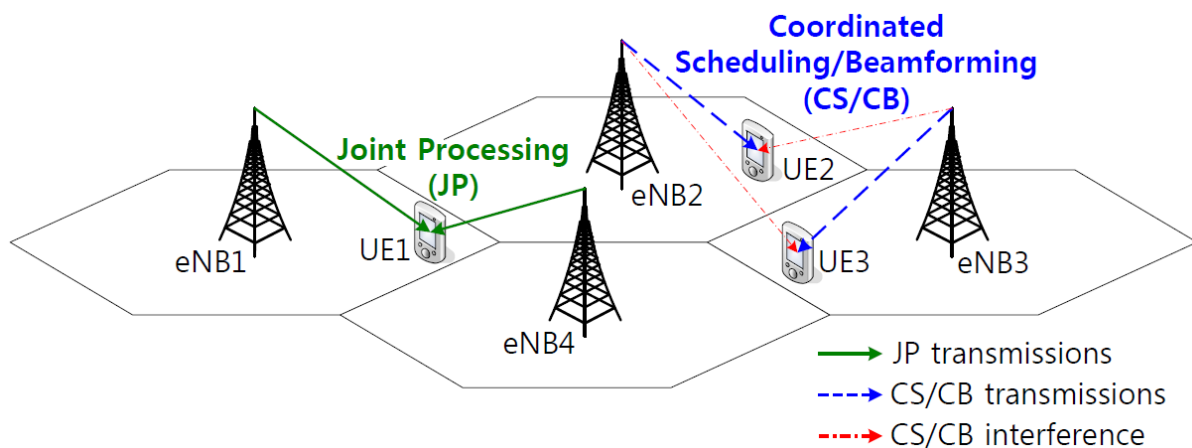 Coordinated
Scheduling/Beamforming
(CS/CB)
Joint Processing
(JP)
UE2
eNB2
UE1
UE3
eNB1
eNB3
eNB4
JP transmissions
CS/CB transmissions
CS/CB interference